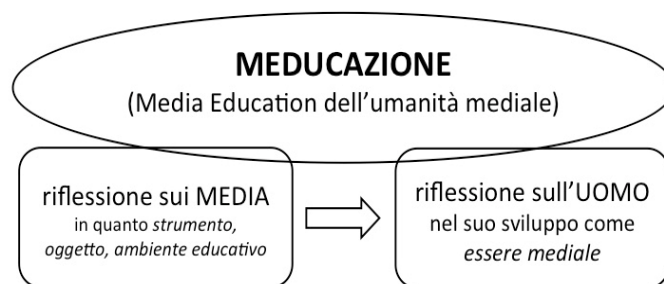 MEDUCAZIONE
(Media Education dell'umanità mediale)
riflessione sui MEDIA
in quanto strumento,
oggetto, ambiente educativo
riflessione sull'UOMO
nel suo sviluppo come
essere mediale